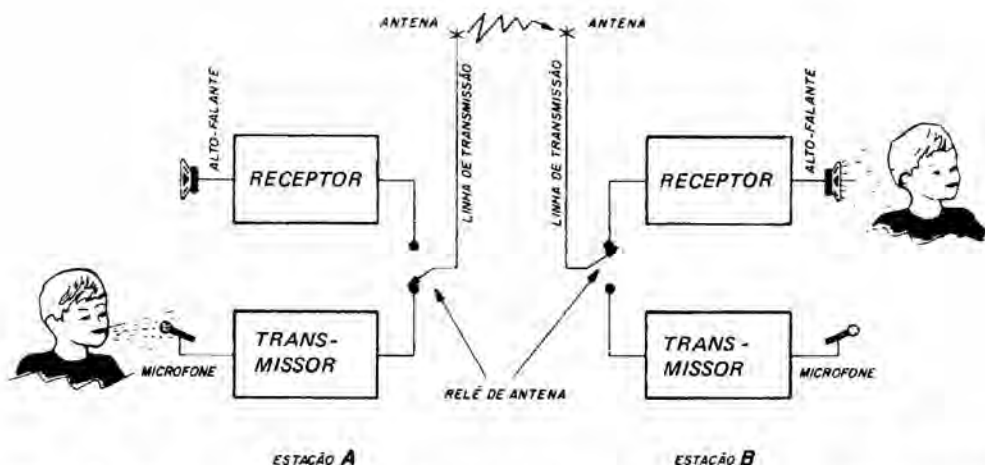 ANTENA
ANTENA
ALTO-FALANTE
LINHA DE TRANSMISSÃO
LINHA DE TRANSMISSÃO
ALTO-FALANTE
RECEPTOR
RECEPTOR
TRANS-
MISSOR
MICROFONE
TRANS-
MISSOR
MICROFONE
RELÉ DE ANTENA
ESTAÇÃO A
ESTAÇÃO B